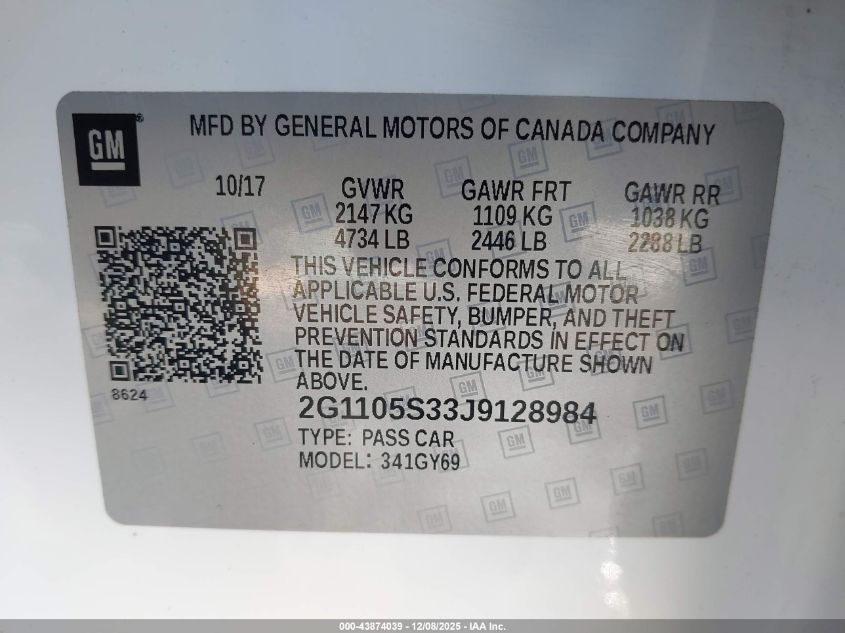 GM
MFD BY GENERAL MOTORS OF CANADA COMPANY
10/17
GVWR
2147 KG
4734 LB
GAWR FRT
1109 KG
2446 LB
GAWR RR
1038 KG
2288 LB
THIS VEHICLE CONFORMS TO ALL
APPLICABLE U.S. FEDERAL MOTOR
VEHICLE SAFETY, BUMPER, AND THEFT
PREVENTION STANDARDS IN EFFECT ON
THE DATE OF MANUFACTURE SHOWN
ABOVE.
8624
2G1105S33J9128984
TYPE: PASS CAR
MODEL: 341GY69
000-43874039 - 12/08/2025 - IAA Inc.